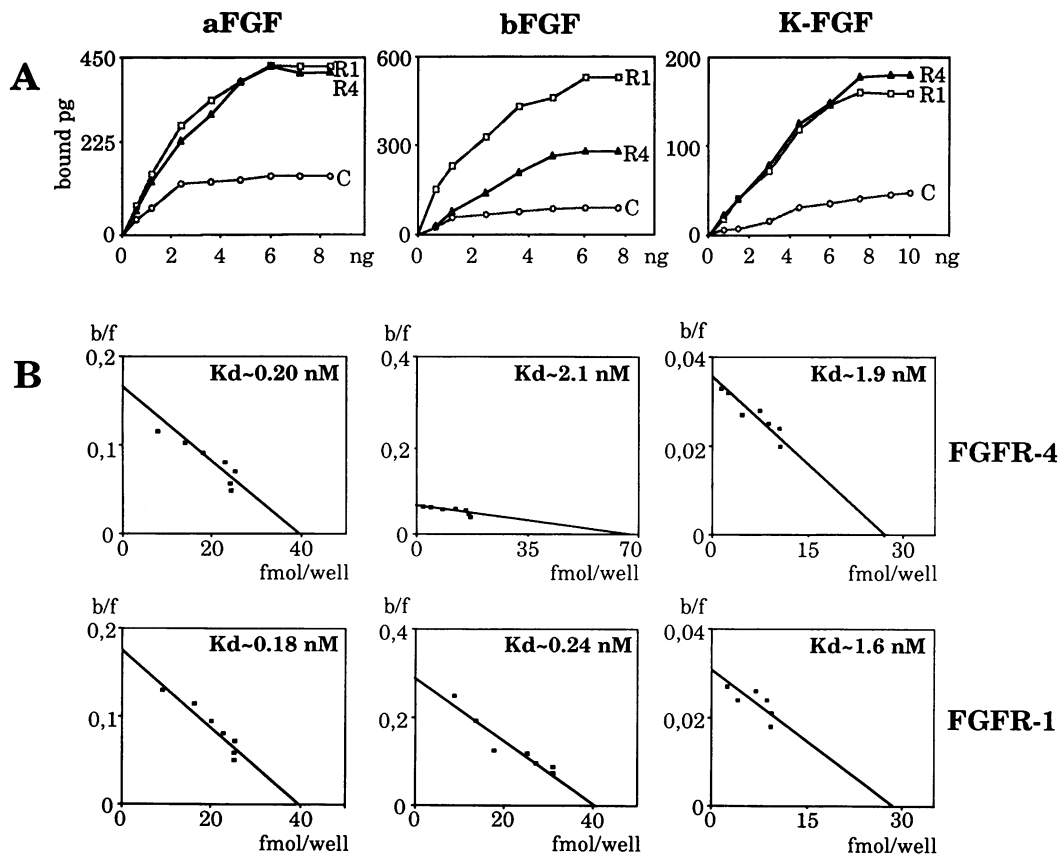 aFGF bFGF K-FGF
A
bound pg
450
225
0
R1
R4
C
0 2 4 6 8 ng
600
300
0
R1
R4
C
0 2 4 6 8 ng
200
100
0
R4
R1
C
0 2 4 6 8 10 ng
B
b/f
0,2
0,1
0
Kd~0.20 nM
0 20 40
fmol/well
b/f
0,4
0,2
0
Kd~2.1 nM
0 35 70
fmol/well
b/f
0,04
0,02
0
Kd~1.9 nM
0 15 30
fmol/well
FGFR-4
b/f
0,2
0,1
0
Kd~0.18 nM
0 20 40
fmol/well
b/f
0,4
0,2
0
Kd~0.24 nM
0 20 40
fmol/well
b/f
0,04
0,02
0
Kd~1.6 nM
0 15 30
fmol/well
FGFR-1